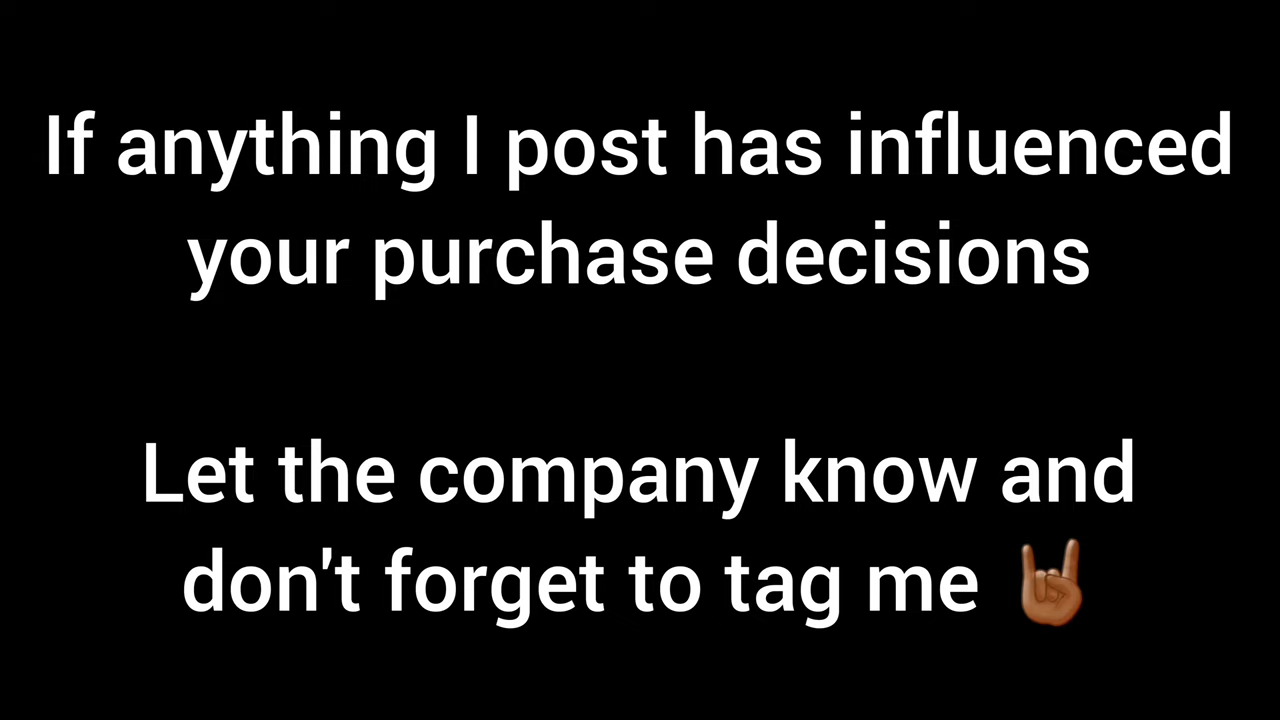 If anything I post has influenced
your purchase decisions
Let the company know and
don't forget to tag me 🤘🏾